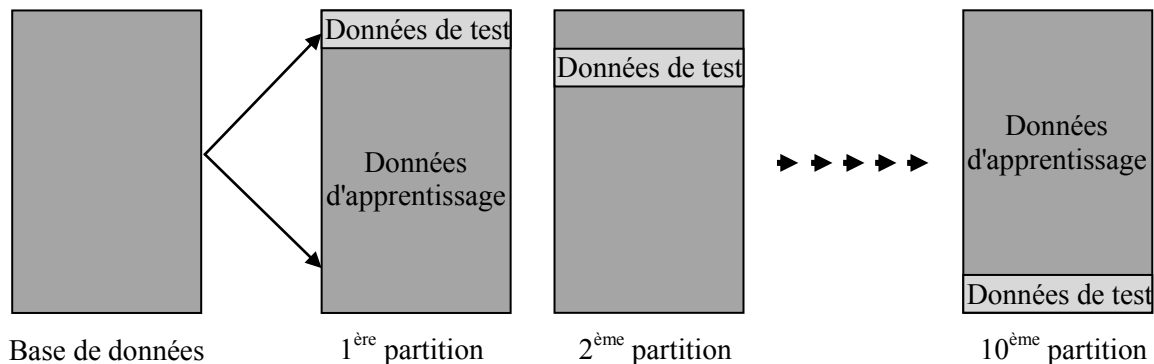 Données de test
Données
d'apprentissage
Données de test
Données
d'apprentissage
Données de test
Base de données
1ère partition
2ème partition
10ème partition